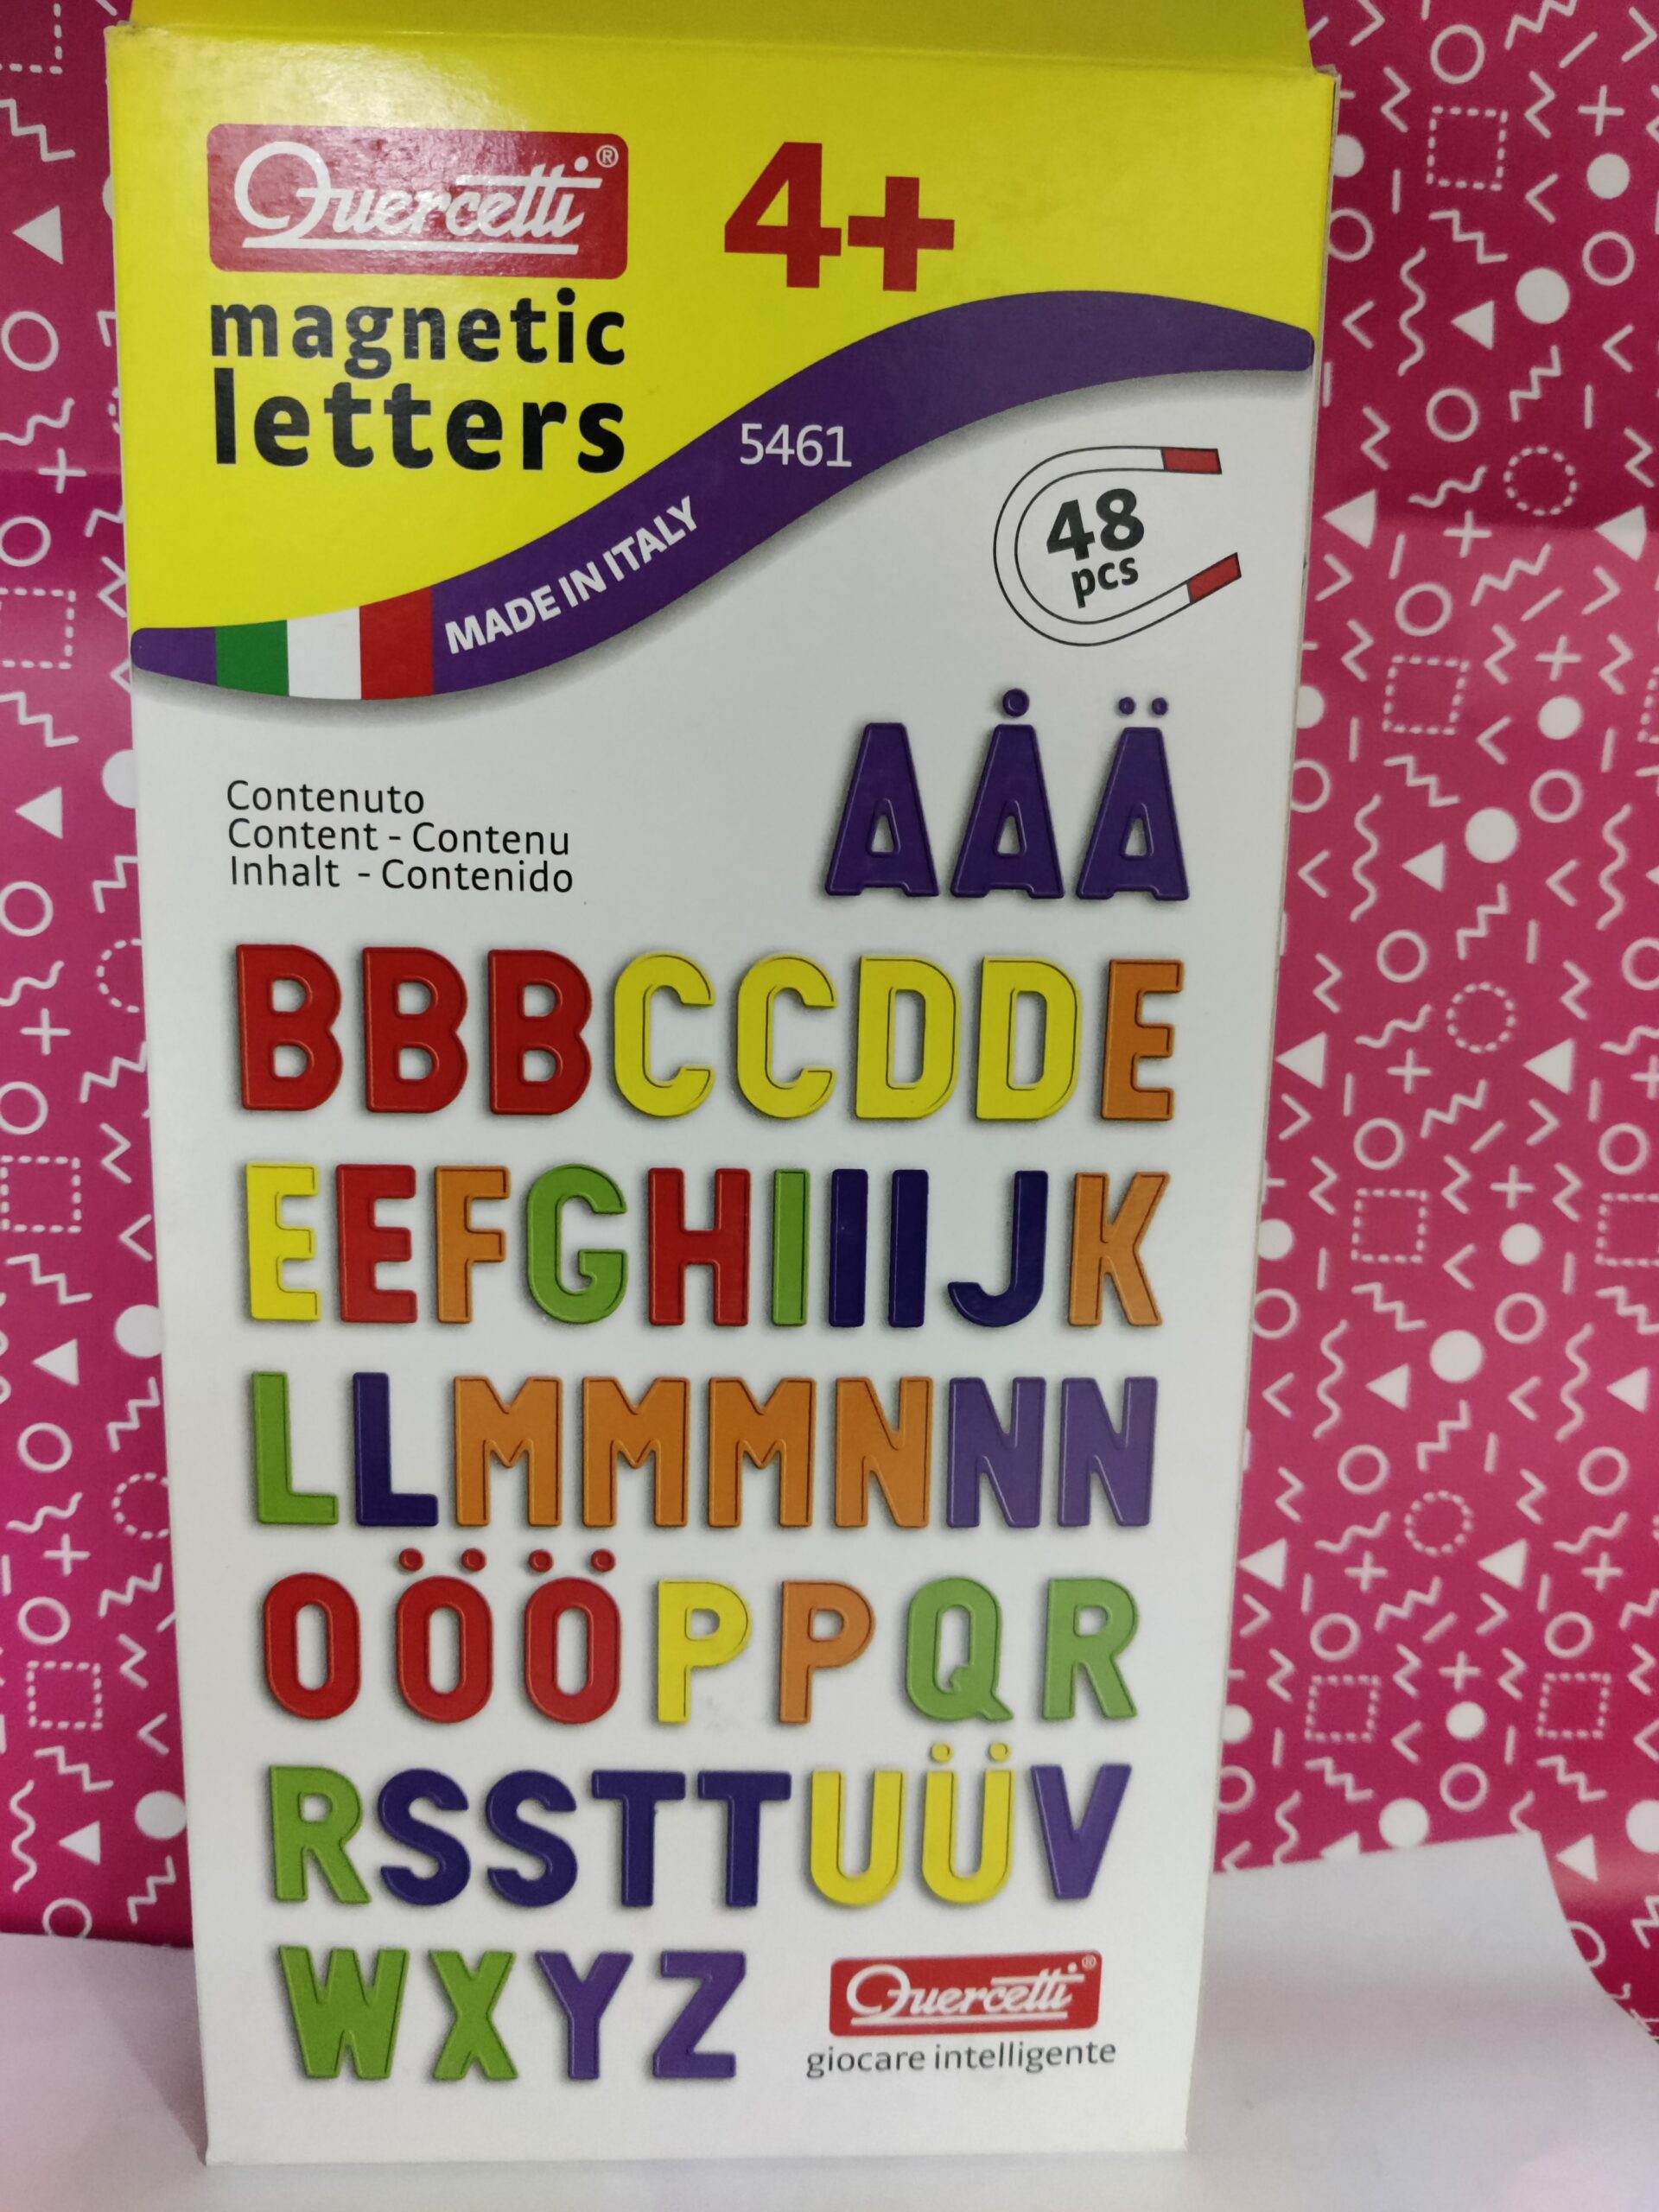 Quercetti®
4+
magnetic
letters
5461
MADE IN ITALY
48
pcs
Contenuto
Content - Contenu
Inhalt - Contenido
AÅÄ
BBBCCDDE
EEFGHIIIJK
LLMMMNNN
OÖÖPPQR
RSSTTUÜV
WXYZ
Quercetti®
giocare intelligente